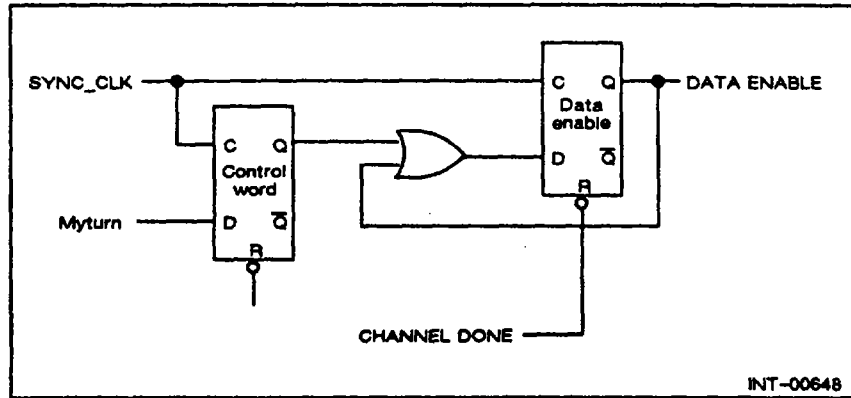 SYNC_CLK
C Q
Control
word
D Q̅
R
Myturn
C Q
Data
enable
D Q̅
R
DATA ENABLE
CHANNEL DONE
INT-00648